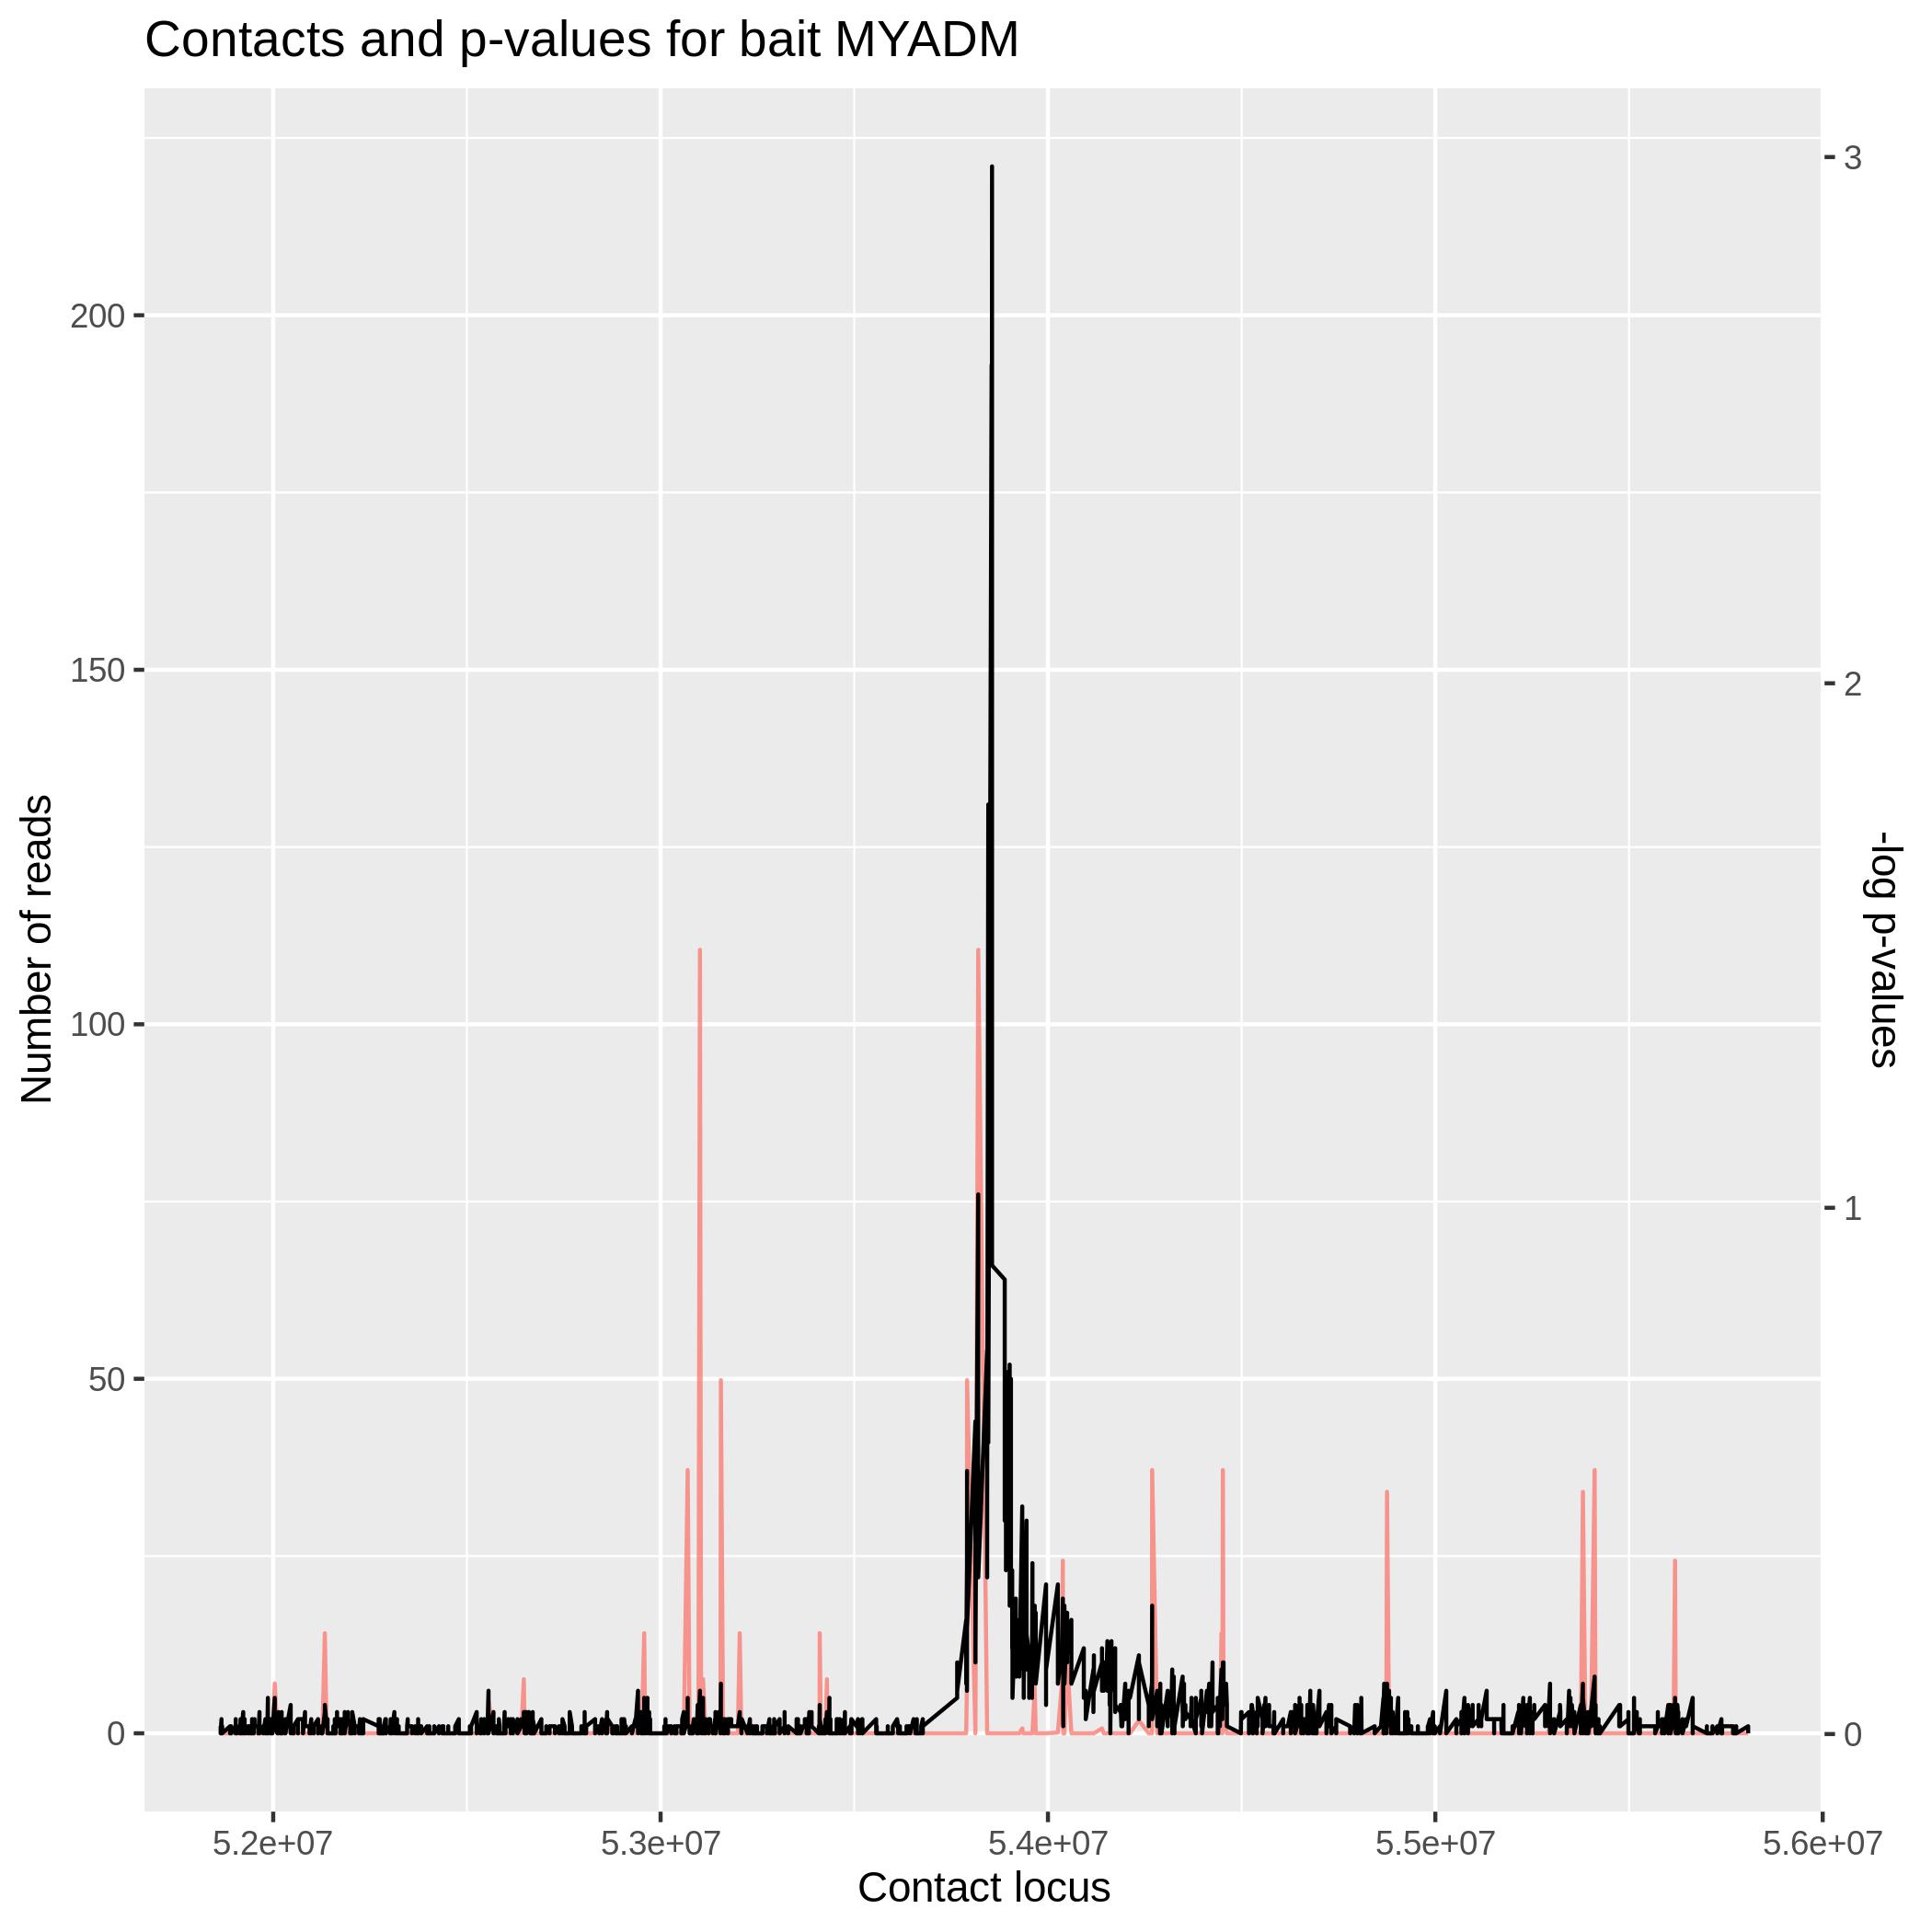 Contacts and p-values for bait MYADM
Number of reads
200
150
100
50
0
3
2
1
0
-log p-values
5.2e+07 5.3e+07 5.4e+07 5.5e+07 5.6e+07
Contact locus